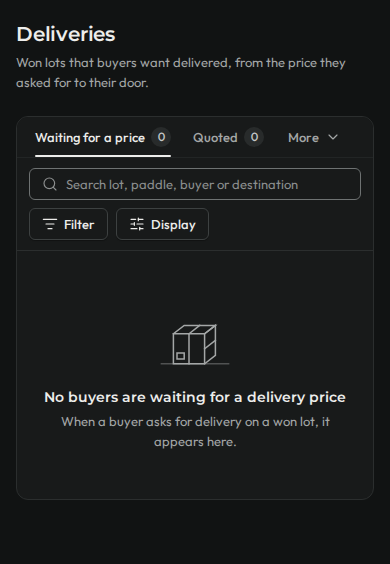 Deliveries
Won lots that buyers want delivered, from the price they
asked for to their door.
Waiting for a price 0 Quoted 0 More
Search lot, paddle, buyer or destination
Filter Display
No buyers are waiting for a delivery price
When a buyer asks for delivery on a won lot, it
appears here.